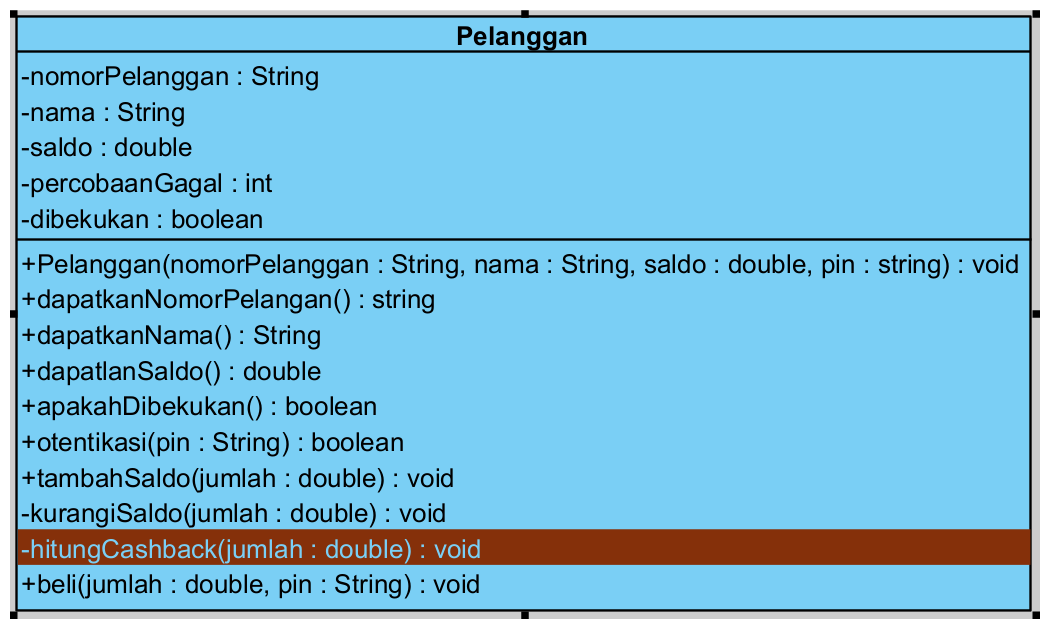 Pelanggan
-nomorPelanggan : String
-nama : String
-saldo : double
-percobaanGagal : int
-dibekukan : boolean
+Pelanggan(nomorPelanggan : String, nama : String, saldo : double, pin : string) : void
+dapatkanNomorPelangan() : string
+dapatkanNama() : String
+dapatlanSaldo() : double
+apakahDibekukan() : boolean
+otentikasi(pin : String) : boolean
+tambahSaldo(jumlah : double) : void
-kurangiSaldo(jumlah : double) : void
-hitungCashback(jumlah : double) : void
+beli(jumlah : double, pin : String) : void